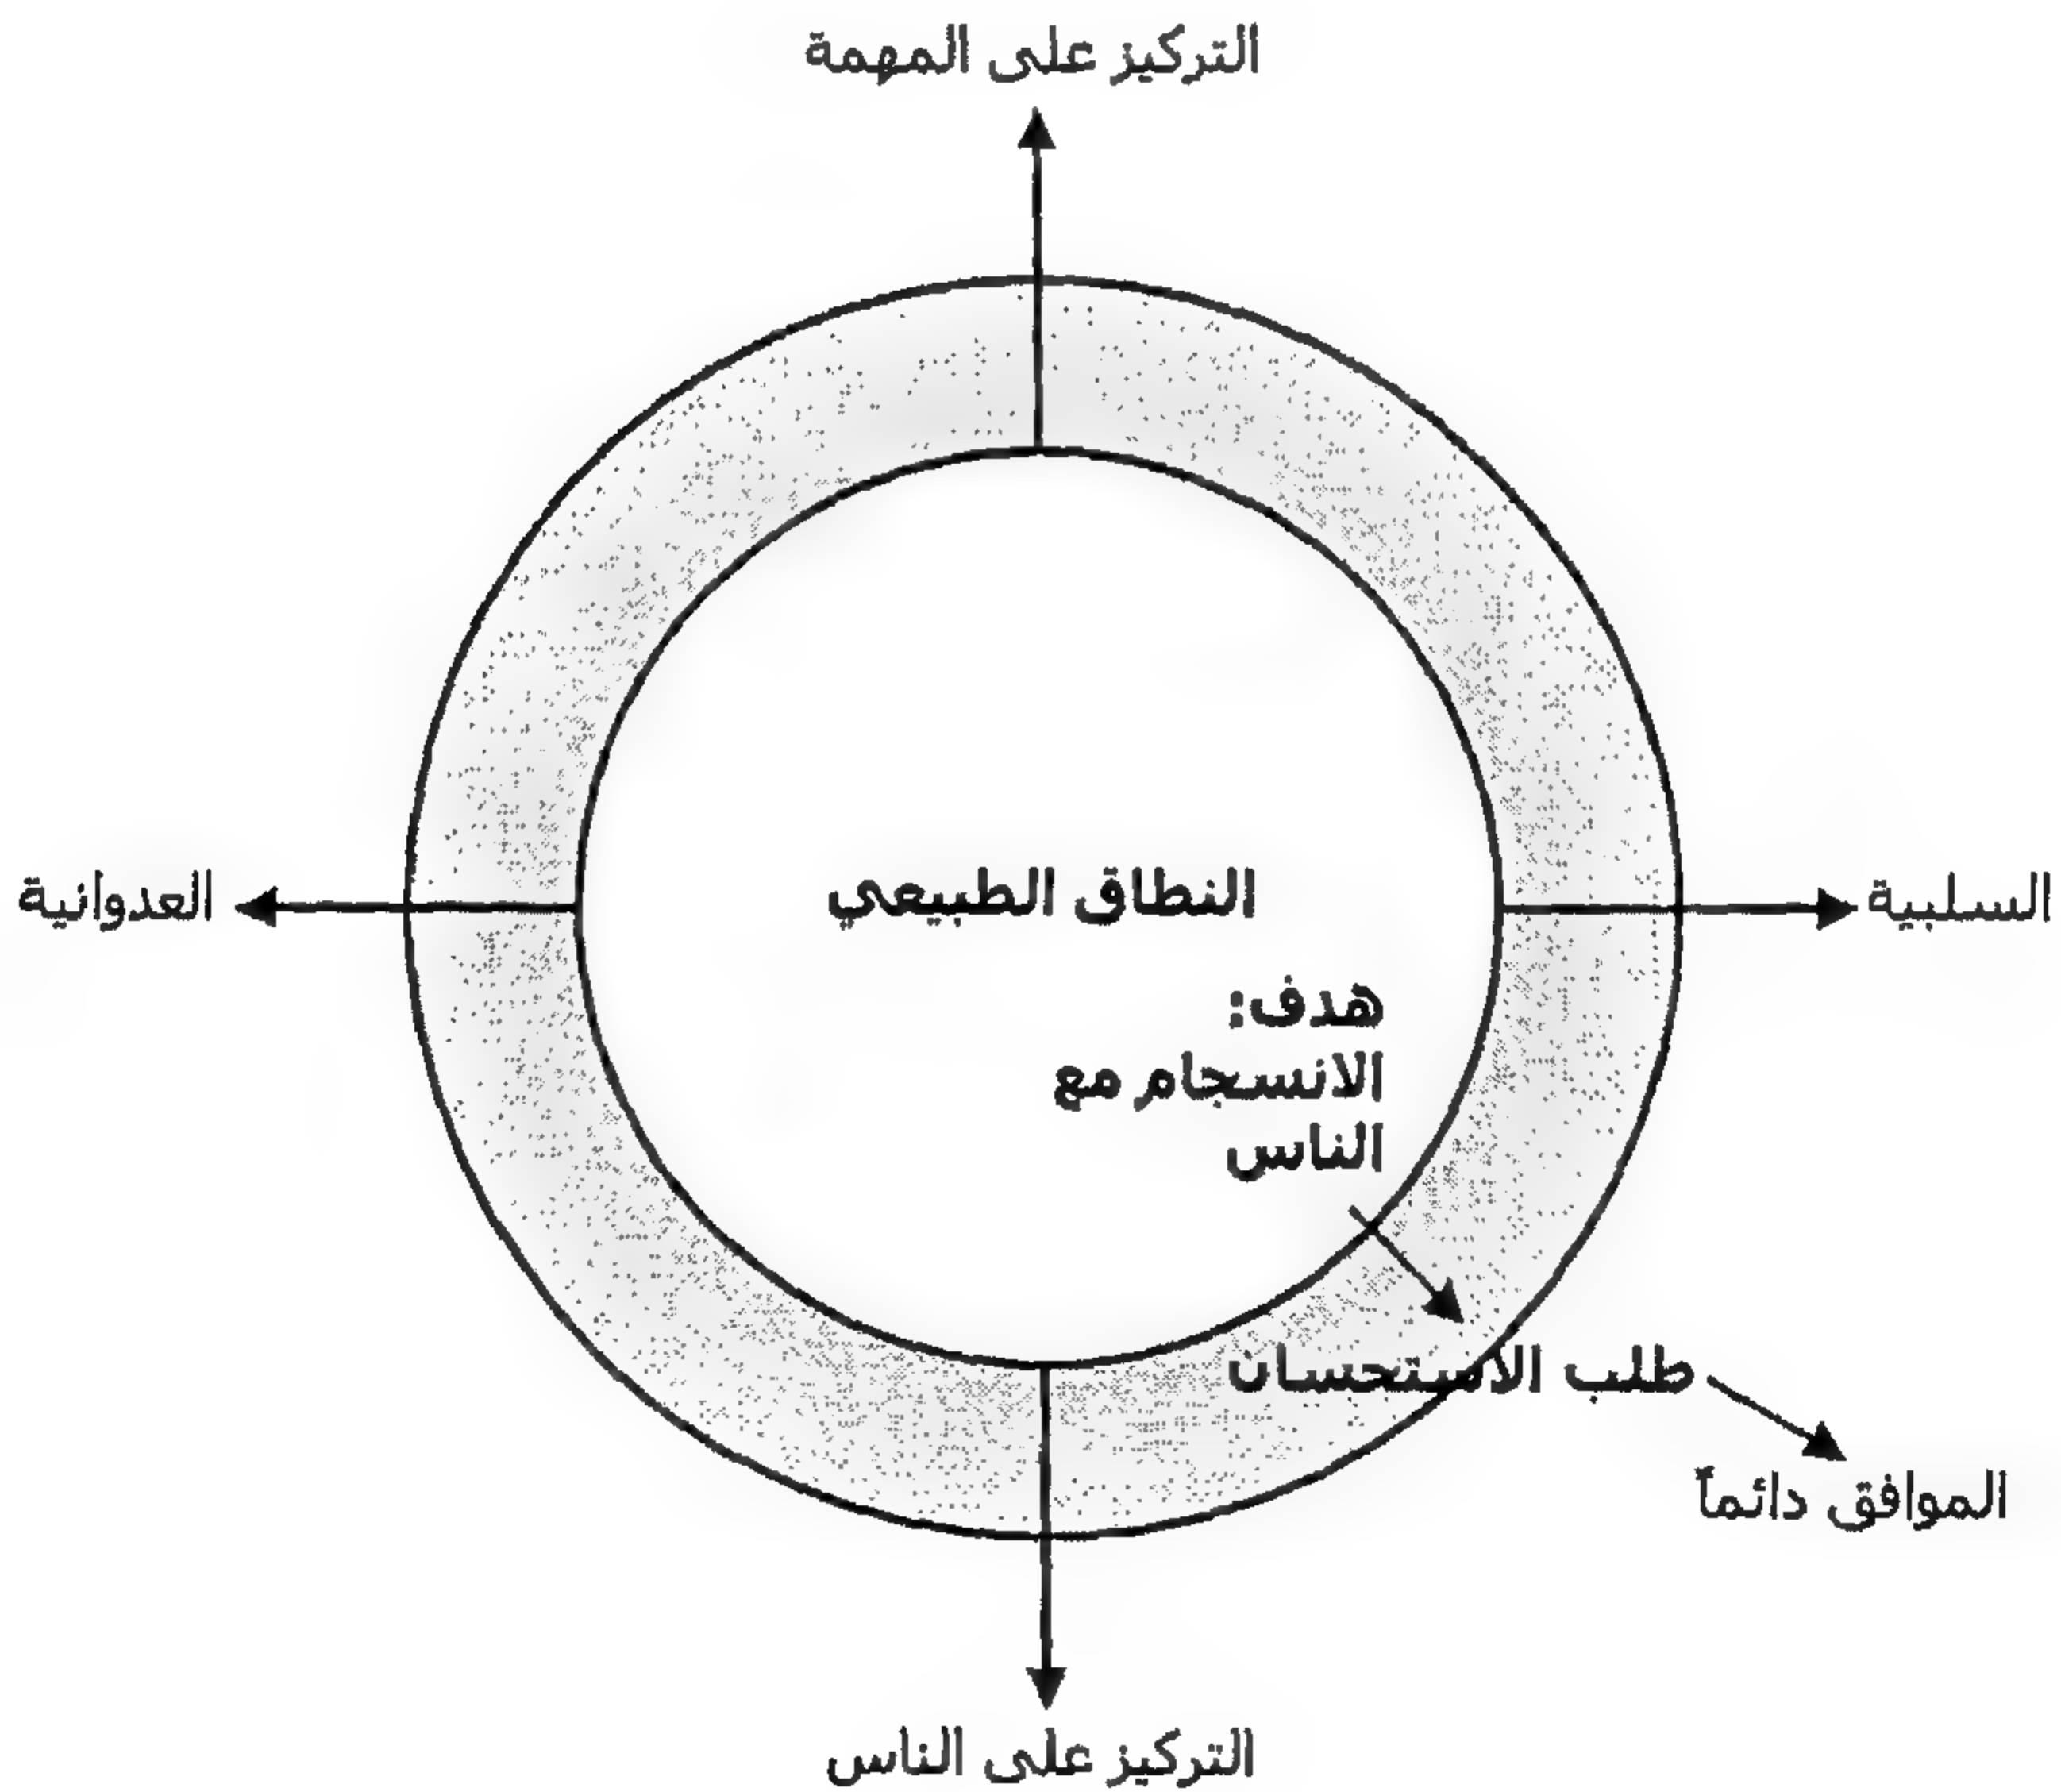 التركيز على المهمة
السلبية
النطاق الطبيعي
العدوانية
هدف:
الانسجام مع
الناس
طلب الاستحسان
الموافق دائماً
التركيز على الناس